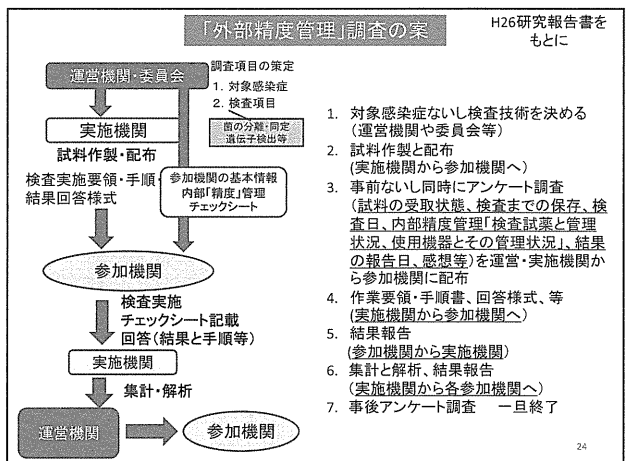 「外部精度管理」調査の案
H26研究報告書を
もとに
運営機関・委員会
調査項目の策定
1. 対象感染症
2. 検査項目
菌の分離・同定
遺伝子検出等
実施機関
試料作製・配布
検査実施要領・手順・
結果回答様式
参加機関の基本情報
内部「精度」管理
チェックシート
参加機関
検査実施
チェックシート記載
回答(結果と手順等)
実施機関
集計・解析
運営機関
参加機関
1. 対象感染症ないし検査技術を決める
(運営機関や委員会等)
2. 試料作製と配布
(実施機関から参加機関へ)
3. 事前ないし同時にアンケート調査
(試料の受取状態、検査までの保存、検
査日、内部精度管理「検査試薬と管理
状況、使用機器とその管理状況」、結果
の報告日、感想等)を運営・実施機関か
ら参加機関に配布
4. 作業要領・手順書、回答様式、等
(実施機関から参加機関へ)
5. 結果報告
(参加機関から実施機関)
6. 集計と解析、結果報告
(実施機関から各参加機関へ)
7. 事後アンケート調査 一旦終了
24